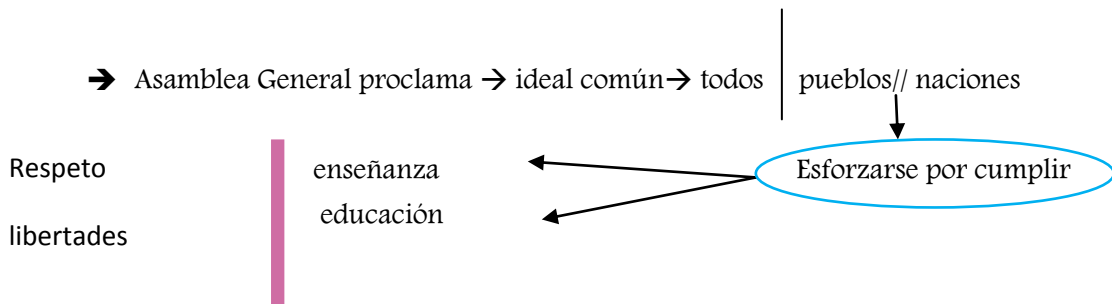 ➔ Asamblea General proclama → ideal común→ todos pueblos// naciones
Respeto enseñanza Esforzarse por cumplir
educación
libertades